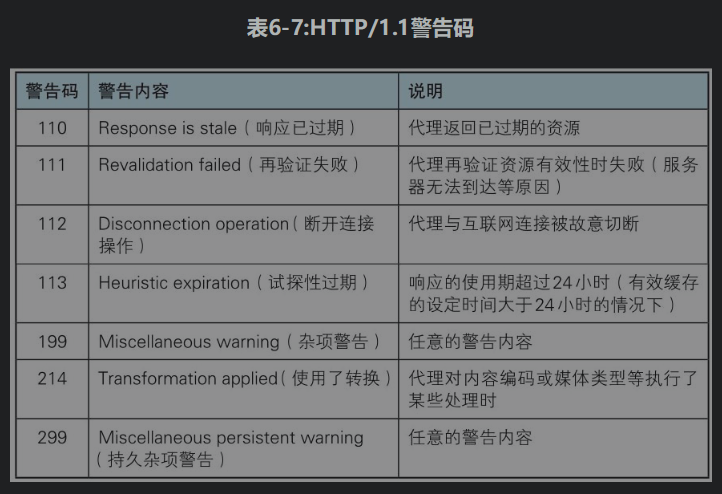 表6-7:HTTP/1.1警告码
警告码 警告内容 说明
110 Response is stale（响应已过期） 代理返回已过期的资源
111 Revalidation failed（再验证失败） 代理再验证资源有效性时失败（服务
器无法到达等原因）
112 Disconnection operation（断开连接 代理与互联网连接被故意切断
操作）
113 Heuristic expiration（试探性过期） 响应的使用期超过24小时（有效缓存
的设定时间大于24小时的情况下）
199 Miscellaneous warning（杂项警告） 任意的警告内容
214 Transformation applied（使用了转换） 代理对内容编码或媒体类型等执行了
某些处理时
299 Miscellaneous persistent warning 任意的警告内容
（持久杂项警告）